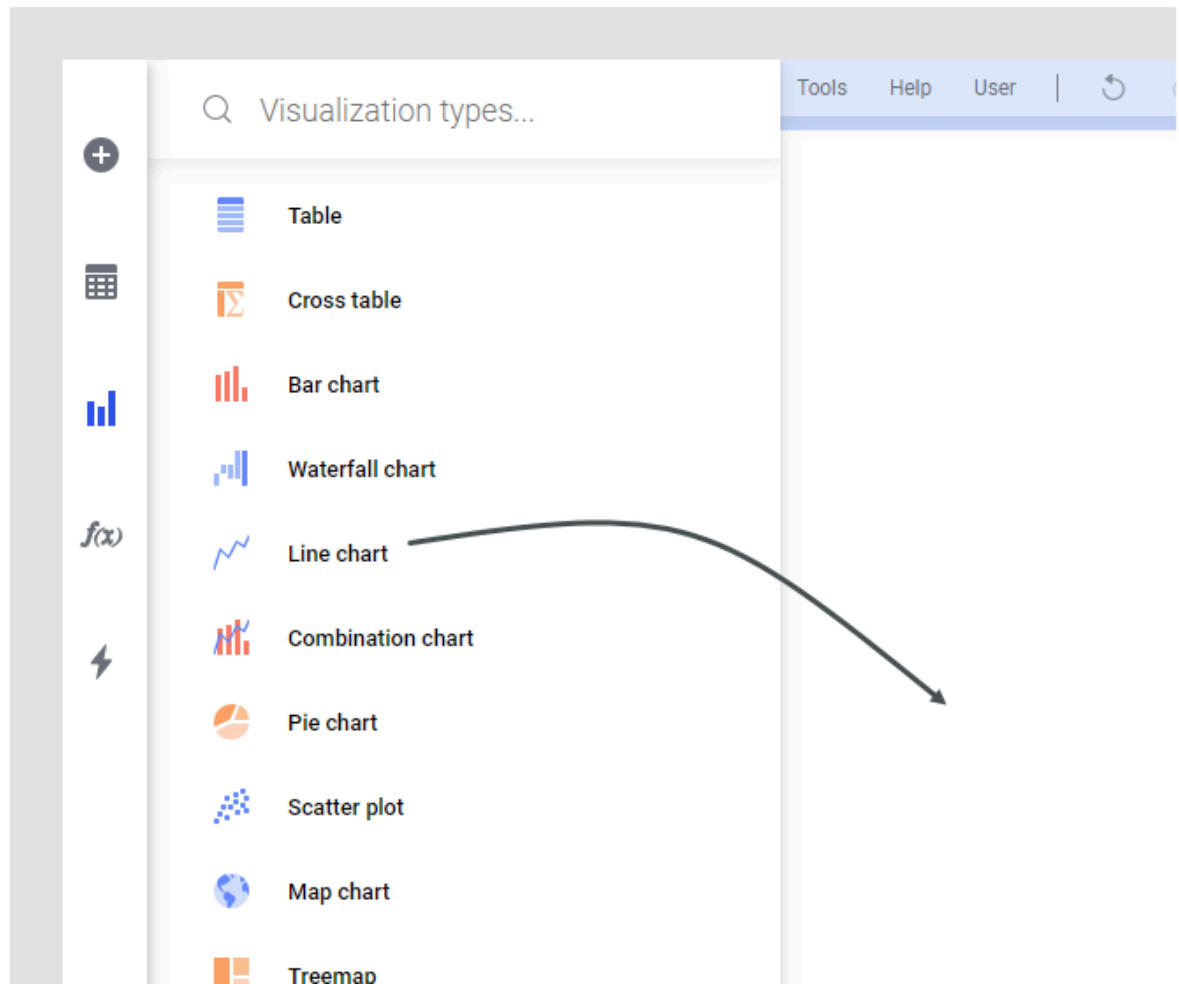 Visualization types...
Tools Help User
Table
Cross table
Bar chart
Waterfall chart
f(x)
Line chart
Combination chart
Pie chart
Scatter plot
Map chart
Treemap